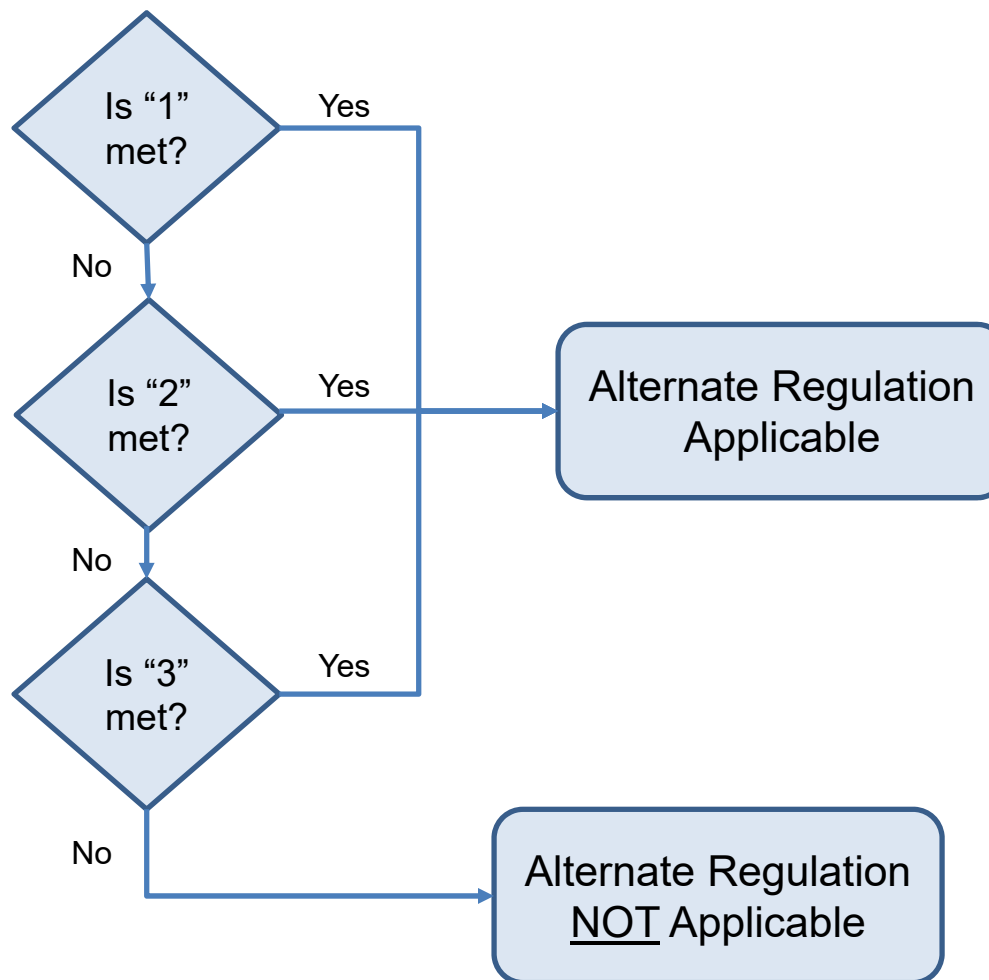 Is “1”
met?
Yes
No
Is “2”
met?
Yes
Alternate Regulation
Applicable
No
Is “3”
met?
Yes
No
Alternate Regulation
NOT Applicable